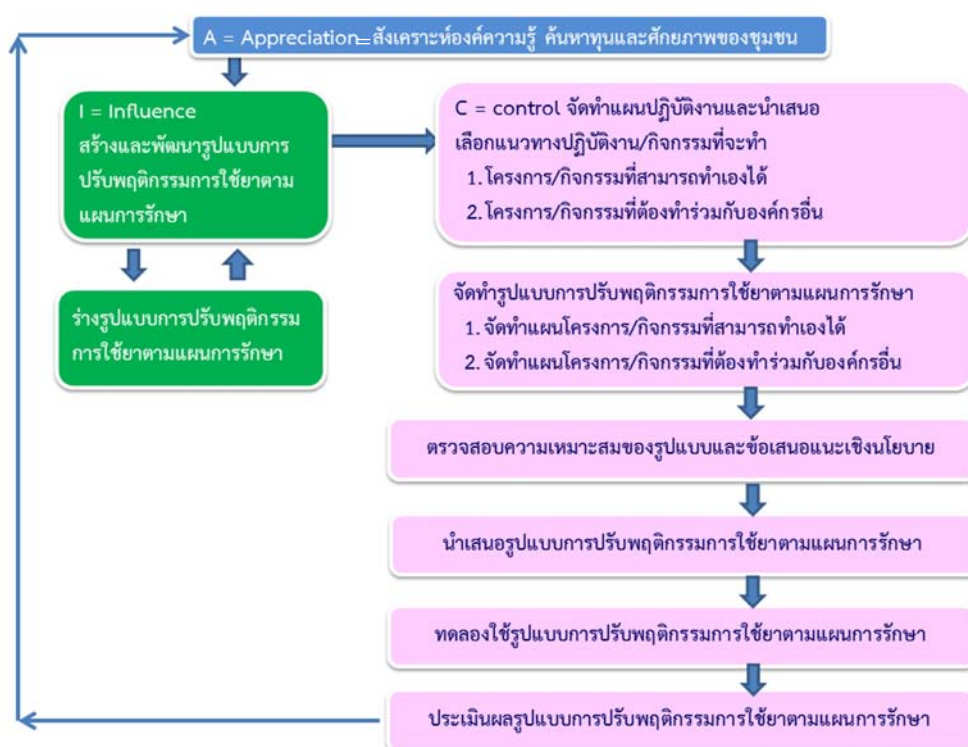 A = Appreciation=สังเคราะห์องค์ความรู้ ค้นหาทุนและศักยภาพของชุมชน
I = Influence
สร้างและพัฒนารูปแบบการ
ปรับพฤติกรรมการใช้ยาตาม
แผนการรักษา
C = control จัดทำแผนปฏิบัติงานและนำเสนอ
เลือกแนวทางปฏิบัติงาน/กิจกรรมที่จะทำ
1. โครงการ/กิจกรรมที่สามารถทำเองได้
2. โครงการ/กิจกรรมที่ต้องทำร่วมกับองค์กรอื่น
ร่างรูปแบบการปรับพฤติกรรม
การใช้ยาตามแผนการรักษา
จัดทำรูปแบบการปรับพฤติกรรมการใช้ยาตามแผนการรักษา
1. จัดทำแผนโครงการ/กิจกรรมที่สามารถทำเองได้
2. จัดทำแผนโครงการ/กิจกรรมที่ต้องทำร่วมกับองค์กรอื่น
ตรวจสอบความเหมาะสมของรูปแบบและข้อเสนอแนะเชิงนโยบาย
นำเสนอรูปแบบการปรับพฤติกรรมการใช้ยาตามแผนการรักษา
ทดลองใช้รูปแบบการปรับพฤติกรรมการใช้ยาตามแผนการรักษา
ประเมินผลรูปแบบการปรับพฤติกรรมการใช้ยาตามแผนการรักษา